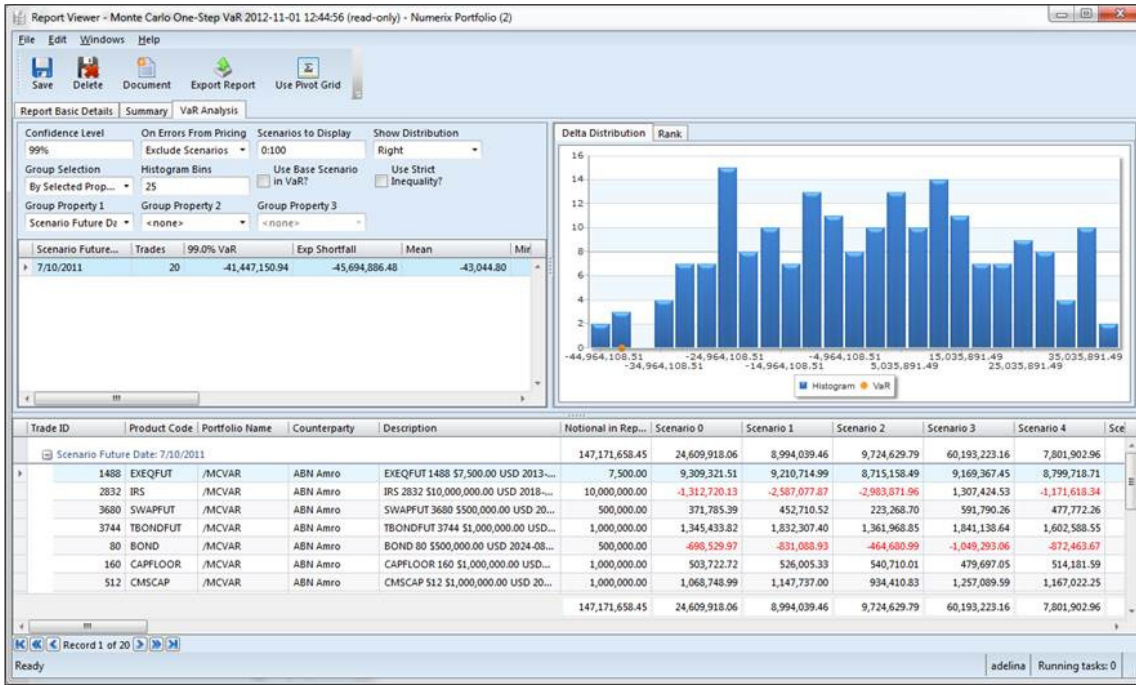 Report Viewer - Monte Carlo One-Step VaR 2012-11-01 12:44:56 (read-only) - Numerix Portfolio (2)
File Edit Windows Help
Save Delete Document Export Report Use Pivot Grid
Report Basic Details Summary VaR Analysis
Confidence Level On Errors From Pricing Scenarios to Display Show Distribution
99% Exclude Scenarios 0:100 Right
Group Selection Histogram Bins Use Base Scenario in VaR? Use Strict Inequality?
By Selected Prop... 25
Group Property 1 Group Property 2 Group Property 3
Scenario Future Da <none> <none>
Scenario Future... Trades 99.0% VaR Exp Shortfall Mean Min
7/10/2011 20 -41,447,150.94 -45,694,886.48 -43,044.80
Delta Distribution Rank
16
14
12
10
8
6
4
2
0
-44,964,108.51 -24,964,108.51 -4,964,108.51 15,035,891.49 35,035,891.49
-34,964,108.51 -14,964,108.51 5,035,891.49 25,035,891.49
Histogram VaR
Trade ID Product Code Portfolio Name Counterparty Description Notional in Rep... Scenario 0 Scenario 1 Scenario 2 Scenario 3 Scenario 4 Sce
Scenario Future Date: 7/10/2011 147,171,658.45 24,609,918.06 8,994,039.46 9,724,629.79 60,193,223.16 7,801,902.96
1488 EXEQFUT /MCVAR ABN Amro EXEQFUT 1488 $7,500.00 USD 2013-... 7,500.00 9,309,321.51 9,210,714.99 8,715,158.49 9,169,367.45 8,799,718.71
2832 IRS /MCVAR ABN Amro IRS 2832 $10,000,000.00 USD 2018-... 10,000,000.00 -1,312,720.13 -2,587,077.87 -2,983,871.96 1,307,424.53 -1,171,618.34
3680 SWAPFUT /MCVAR ABN Amro SWAPFUT 3680 $500,000.00 USD 20... 500,000.00 371,785.39 452,710.52 223,268.70 591,790.26 477,772.26
3744 TBONDFUT /MCVAR ABN Amro TBONDFUT 3744 $1,000,000.00 USD... 1,000,000.00 1,345,433.82 1,832,307.40 1,361,968.85 1,841,138.64 1,602,588.55
80 BOND /MCVAR ABN Amro BOND 80 $500,000.00 USD 2024-08... 500,000.00 -698,529.97 -831,088.93 -464,680.99 -1,049,293.06 -872,463.67
160 CAPFLOOR /MCVAR ABN Amro CAPFLOOR 160 $1,000,000.00 USD... 1,000,000.00 503,722.72 526,005.33 540,710.01 479,697.05 514,181.59
512 CMSCAP /MCVAR ABN Amro CMSCAP 512 $1,000,000.00 USD 20... 1,000,000.00 1,068,748.99 1,147,737.00 934,410.83 1,257,089.59 1,167,022.25
147,171,658.45 24,609,918.06 8,994,039.46 9,724,629.79 60,193,223.16 7,801,902.96
Record 1 of 20
Ready adelina Running tasks: 0